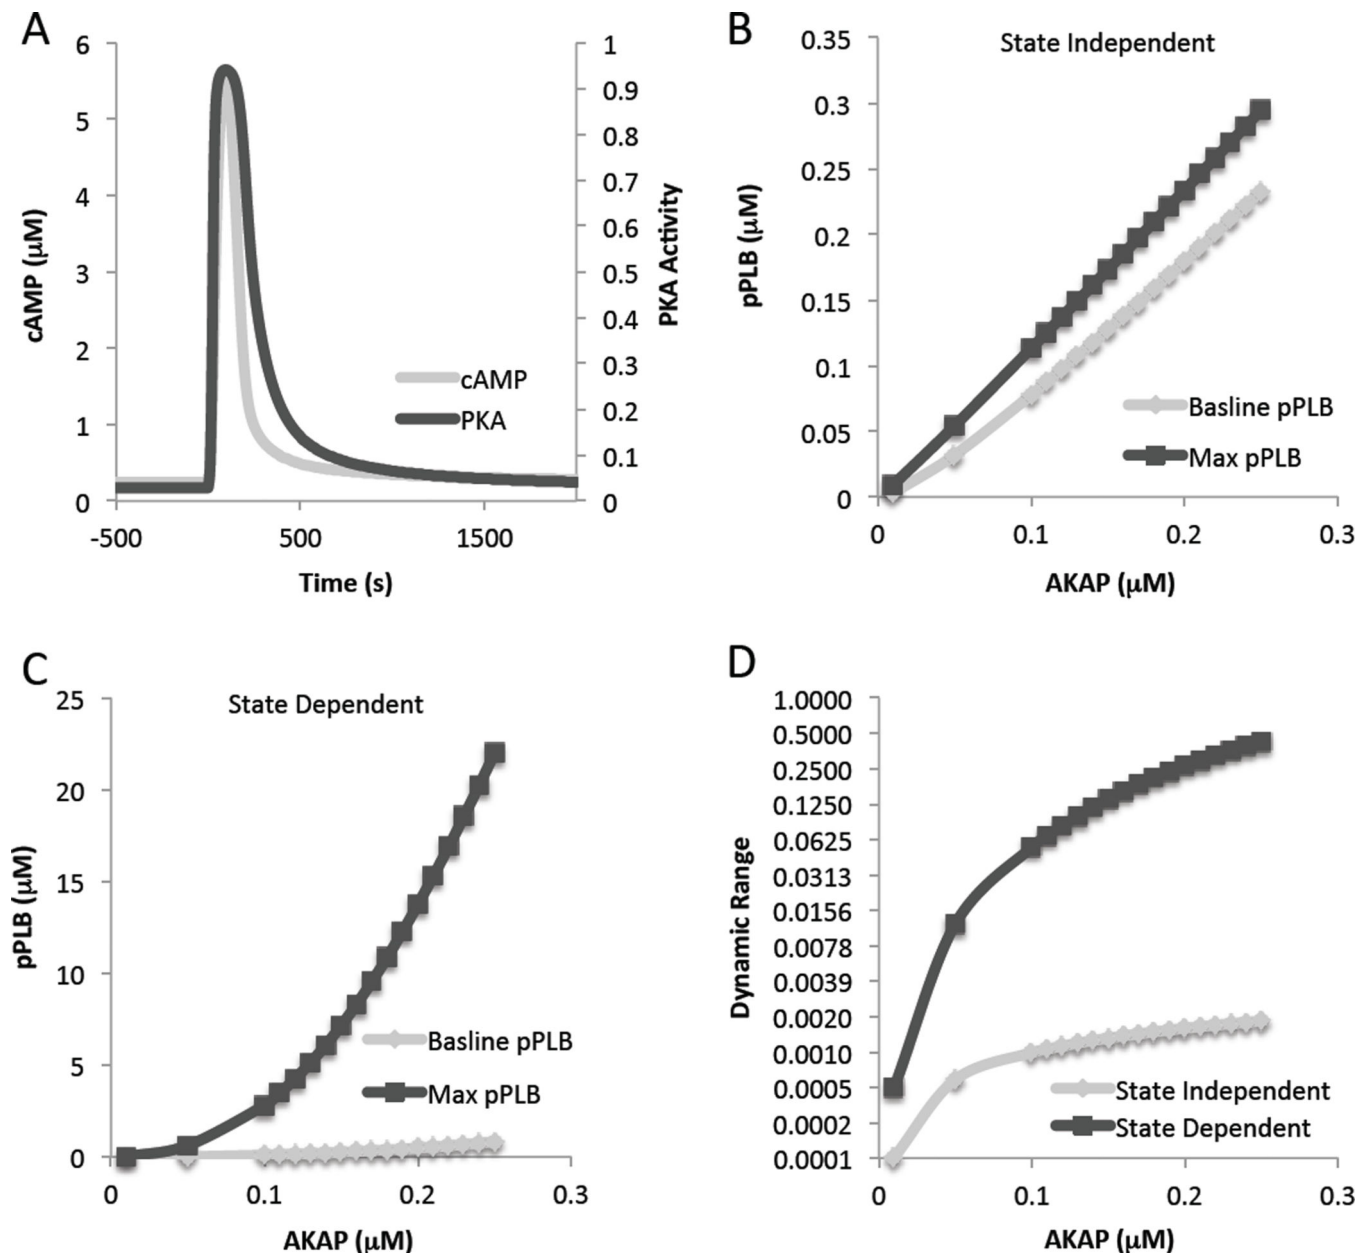 A
6
5
4
3
2
1
0
cAMP (μM)
1
0.9
0.8
0.7
0.6
0.5
0.4
0.3
0.2
0.1
0
PKA Activity
cAMP
PKA
-500
500
1500
Time (s)
B
State Independent
0.35
0.3
0.25
0.2
0.15
0.1
0.05
0
pPLB (μM)
Basline pPLB
Max pPLB
0
0.1
0.2
0.3
AKAP (μM)
C
State Dependent
25
20
15
10
5
0
pPLB (μM)
Basline pPLB
Max pPLB
0
0.1
0.2
0.3
AKAP (μM)
D
1.0000
0.5000
0.2500
0.1250
0.0625
0.0313
0.0156
0.0078
0.0039
0.0020
0.0010
0.0005
0.0002
0.0001
Dynamic Range
State Independent
State Dependent
0
0.1
0.2
0.3
AKAP (μM)